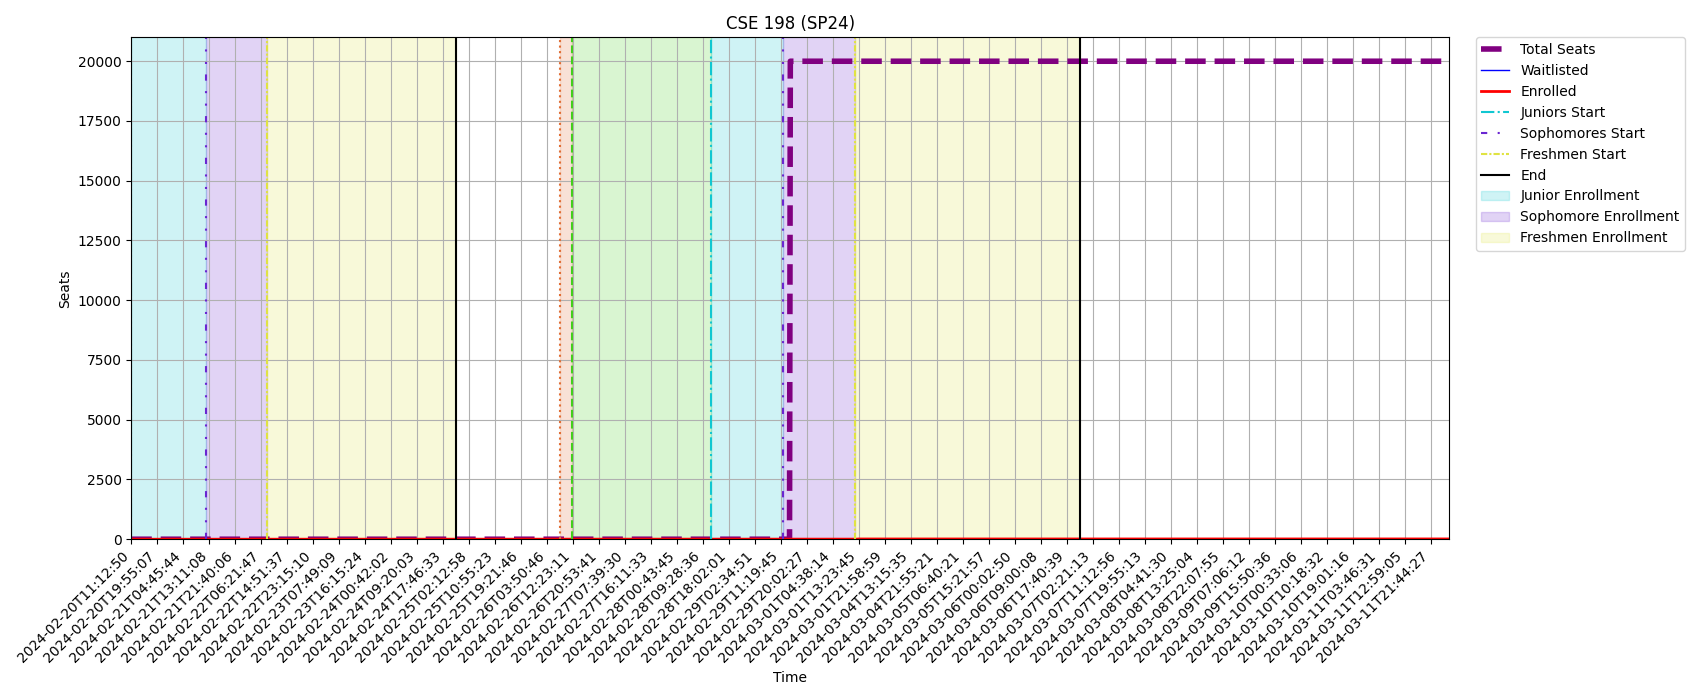 CSE 198 (SP24)
Total Seats
Waitlisted
Enrolled
Juniors Start
Sophomores Start
Freshmen Start
End
Junior Enrollment
Sophomore Enrollment
Freshmen Enrollment
Seats
20000
17500
15000
12500
10000
7500
5000
2500
0
2024-02-20T11:12:50
2024-02-20T19:55:07
2024-02-21T04:45:44
2024-02-21T13:11:08
2024-02-21T21:40:06
2024-02-22T06:21:47
2024-02-22T14:51:37
2024-02-22T23:15:10
2024-02-23T07:49:09
2024-02-23T16:15:24
2024-02-24T00:42:02
2024-02-24T09:20:03
2024-02-24T17:46:33
2024-02-25T02:12:58
2024-02-25T10:55:23
2024-02-25T19:21:46
2024-02-26T03:50:46
2024-02-26T12:23:11
2024-02-26T20:53:41
2024-02-27T07:39:30
2024-02-27T16:11:33
2024-02-28T00:43:45
2024-02-28T09:28:36
2024-02-28T18:02:01
2024-02-29T02:34:51
2024-02-29T11:19:45
2024-02-29T20:02:27
2024-03-01T04:38:14
2024-03-01T13:23:45
2024-03-01T21:58:59
2024-03-04T13:15:35
2024-03-04T21:55:21
2024-03-05T06:40:21
2024-03-05T15:21:57
2024-03-06T00:02:50
2024-03-06T09:00:08
2024-03-06T17:40:39
2024-03-07T02:21:13
2024-03-07T11:12:56
2024-03-07T19:55:13
2024-03-08T04:41:30
2024-03-08T13:25:04
2024-03-08T22:07:55
2024-03-09T07:06:12
2024-03-09T15:50:36
2024-03-10T00:33:06
2024-03-10T10:18:32
2024-03-10T19:01:16
2024-03-11T03:46:31
2024-03-11T12:59:05
2024-03-11T21:44:27
Time